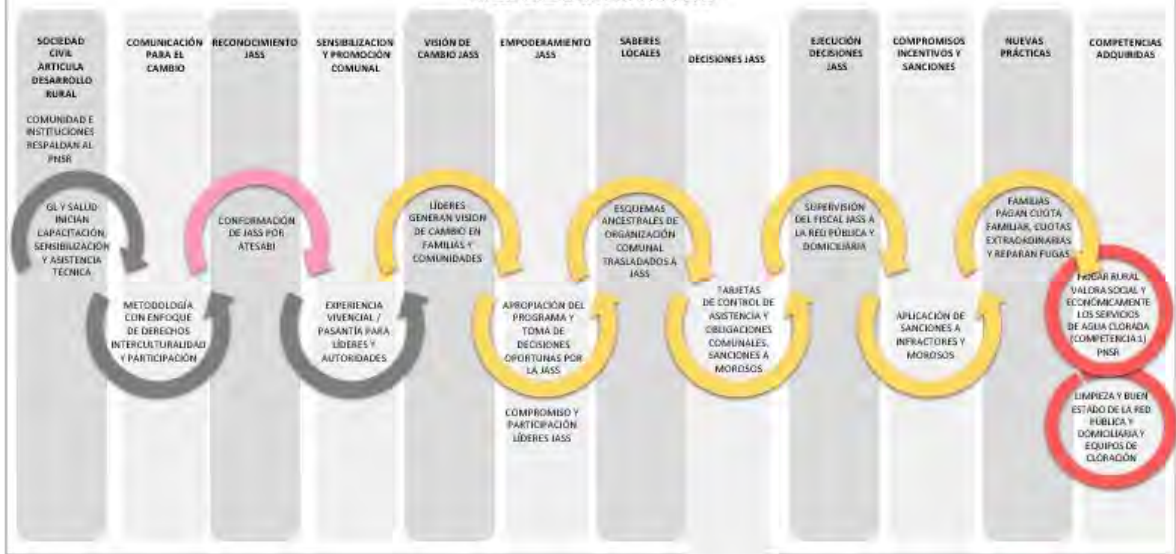 SOCIEDAD
CIVIL
ARTICULA
DESARROLLO
RURAL
COMUNIDAD E
INSTITUCIONES
RESPALDAN AL
PNSR
GL Y SALUD
INICIAN
CAPACITACIÓN,
SENSIBILIZACIÓN
Y ASISTENCIA
TÉCNICA
COMUNICACIÓN
PARA EL
CAMBIO
METODOLOGÍA
CON ENFOQUE
DE DERECHOS
INTERCULTURALIDAD
Y PARTICIPACIÓN
RECONOCIMIENTO
JASS
CONFORMACIÓN
DE JASS POR
ATESABI
SENSIBILIZACION
Y PROMOCIÓN
COMUNAL
EXPERIENCIA
VIVENCIAL /
PASANTÍA PARA
LÍDERES Y
AUTORIDADES
VISIÓN DE
CAMBIO JASS
LÍDERES
GENERAN VISION
DE CAMBIO EN
FAMILIAS Y
COMUNIDADES
EMPODERAMIENTO
JASS
APROPIACIÓN DEL
PROGRAMA Y
TOMA DE
DECISIONES
OPORTUNAS POR
LA JASS
COMPROMISO Y
PARTICIPACIÓN
LÍDERES JASS
SABERES
LOCALES
ESQUEMAS
ANCESTRALES DE
ORGANIZACIÓN
COMUNAL
TRASLADADOS A
JASS
DECISIONES JASS
TARJETAS
DE CONTROL DE
ASISTENCIA Y
OBLIGACIONES
COMUNALES,
SANCIONES A
MOROSOS
EJECUCIÓN
DECISIONES
JASS
SUPERVISIÓN
DEL FISCAL JASS A
LA RED PÚBLICA Y
DOMICILIARIA
COMPROMISOS
INCENTIVOS Y
SANCIONES
APLICACIÓN DE
SANCIONES A
INFRACTORES Y
MOROSOS
NUEVAS
PRÁCTICAS
FAMILIAS
PAGAN CUOTA
FAMILIAR, CUOTAS
EXTRAORDINARIAS
Y REPARAN FUGAS
COMPETENCIAS
ADQUIRIDAS
HOGAR RURAL
VALORA SOCIAL Y
ECONÓMICAMENTE
LOS SERVICIOS
DE AGUA CLORADA
(COMPETENCIA 1)
PNSR
LIMPIEZA Y BUEN
ESTADO DE LA RED
PÚBLICA Y
DOMICILIARIA Y
EQUIPOS DE
CLORACIÓN